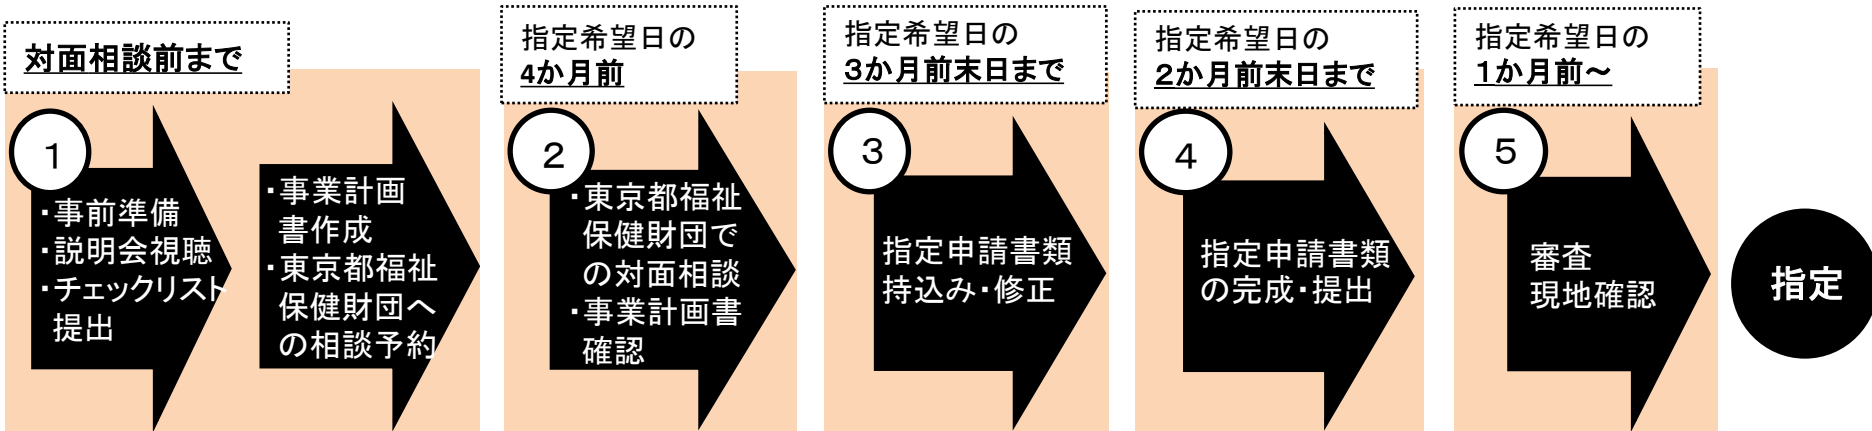 対面相談前まで
1
・事前準備
・説明会視聴
・チェックリスト
提出
・事業計画
書作成
・東京都福祉
保健財団へ
の相談予約
指定希望日の
4か月前
2
・東京都福祉
保健財団で
の対面相談
・事業計画書
確認
指定希望日の
３か月前末日まで
3
指定申請書類
持込み・修正
指定希望日の
２か月前末日まで
4
指定申請書類
の完成・提出
指定希望日の
１か月前～
5
審査
現地確認
指定